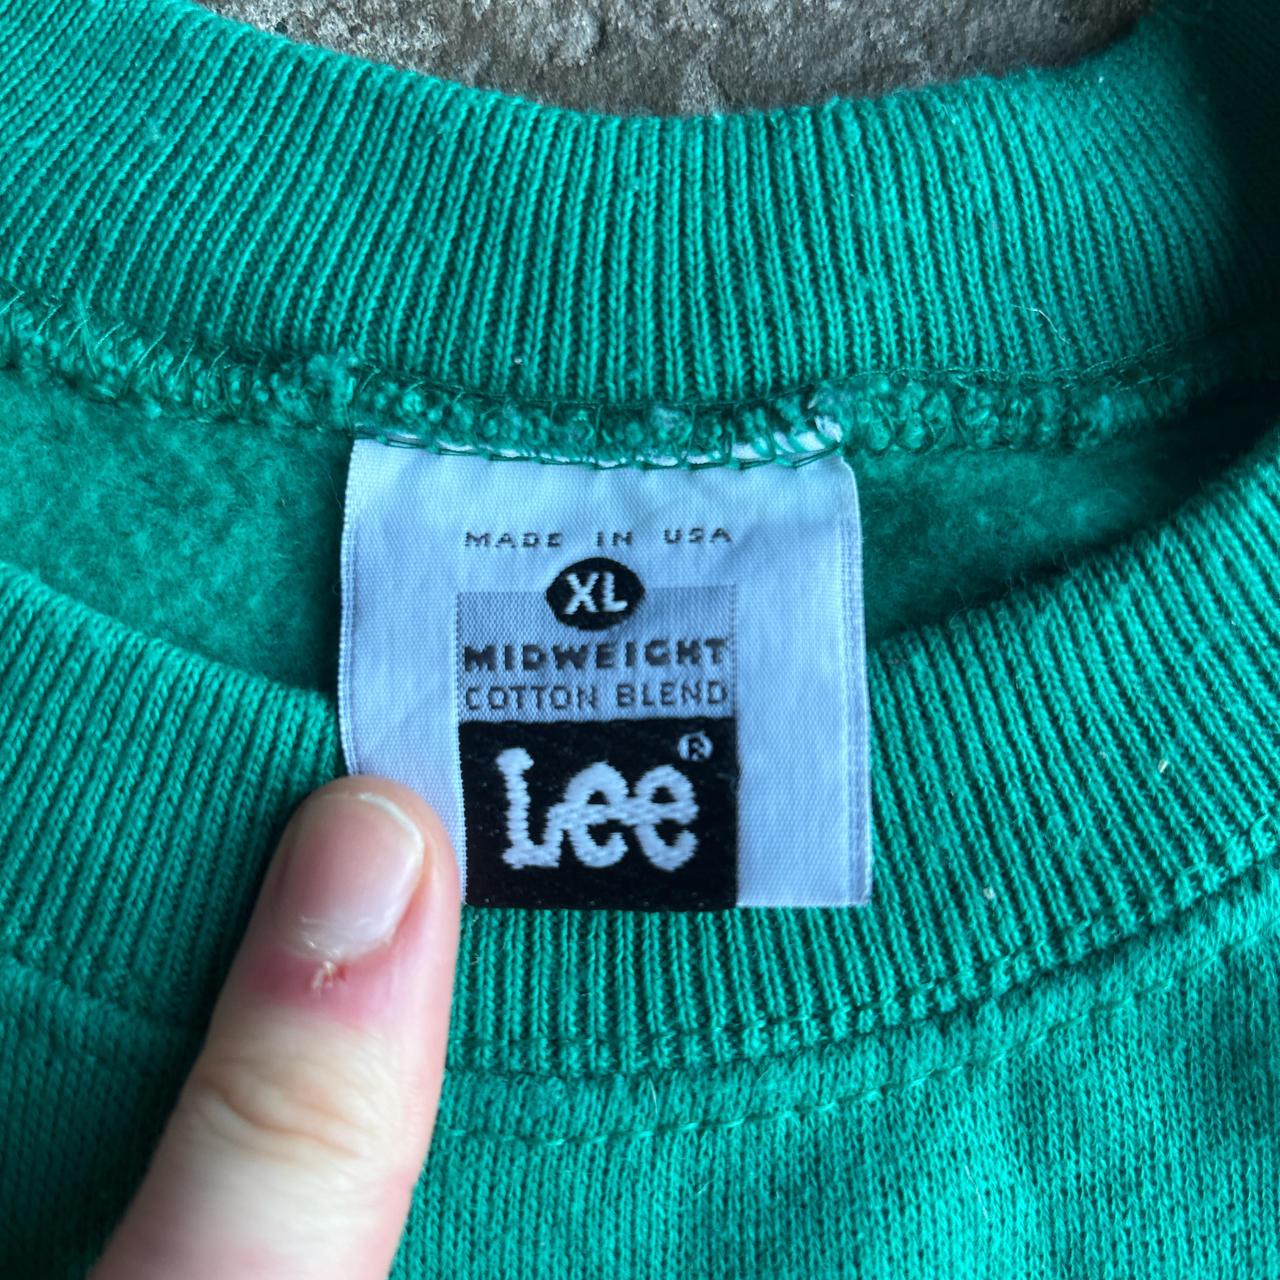 MADE IN USA
XL
MIDWEIGHT
COTTON BLEND
Lee®